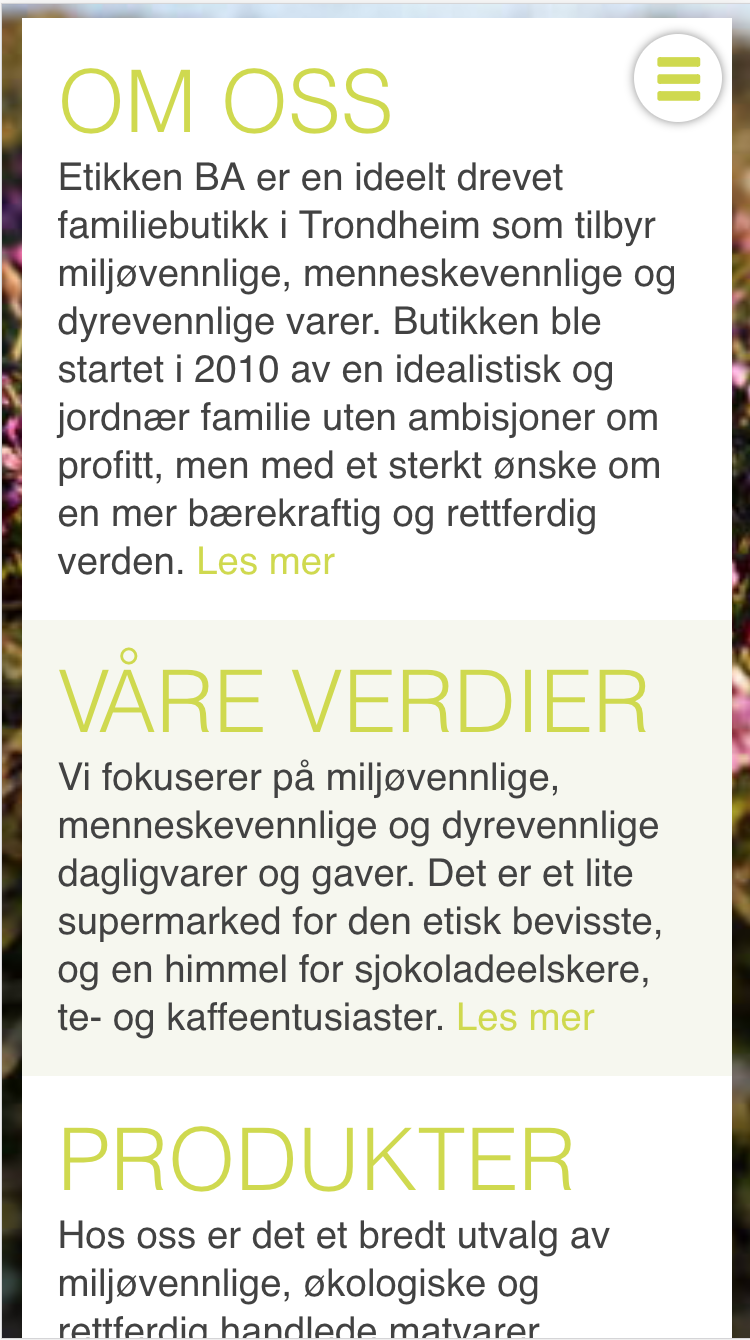 OM OSS
Etikken BA er en ideelt drevet
familiebutikk i Trondheim som tilbyr
miljøvennlige, menneskevennlige og
dyrevennlige varer. Butikken ble
startet i 2010 av en idealistisk og
jordnær familie uten ambisjoner om
profitt, men med et sterkt ønske om
en mer bærekraftig og rettferdig
verden. Les mer
VÅRE VERDIER
Vi fokuserer på miljøvennlige,
menneskevennlige og dyrevennlige
dagligvarer og gaver. Det er et lite
supermarked for den etisk bevisste,
og en himmel for sjokoladeelskere,
te- og kaffeentusiaster. Les mer
PRODUKTER
Hos oss er det et bredt utvalg av
miljøvennlige, økologiske og
rettferdig handlede matvarer